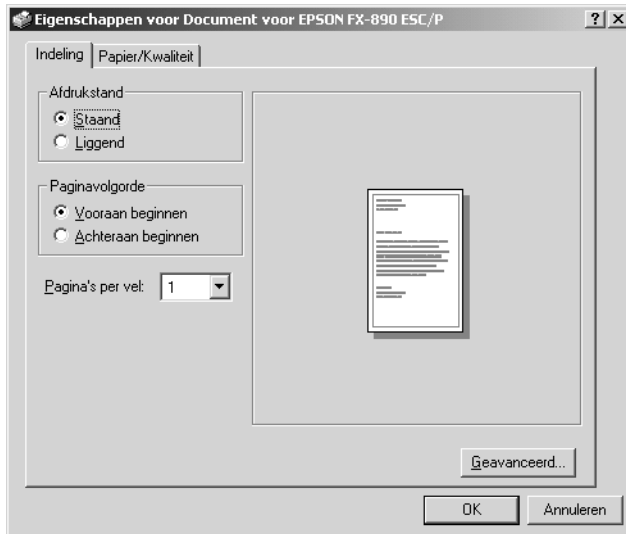 Eigenschappen voor Document voor EPSON FX-890 ESC/P
Indeling
Papier/Kwaliteit
Afdrukstand
Staand
Liggend
Paginavolgorde
Vooraan beginnen
Achteraan beginnen
Pagina's per vel: 1
Geavanceerd...
OK
Annuleren